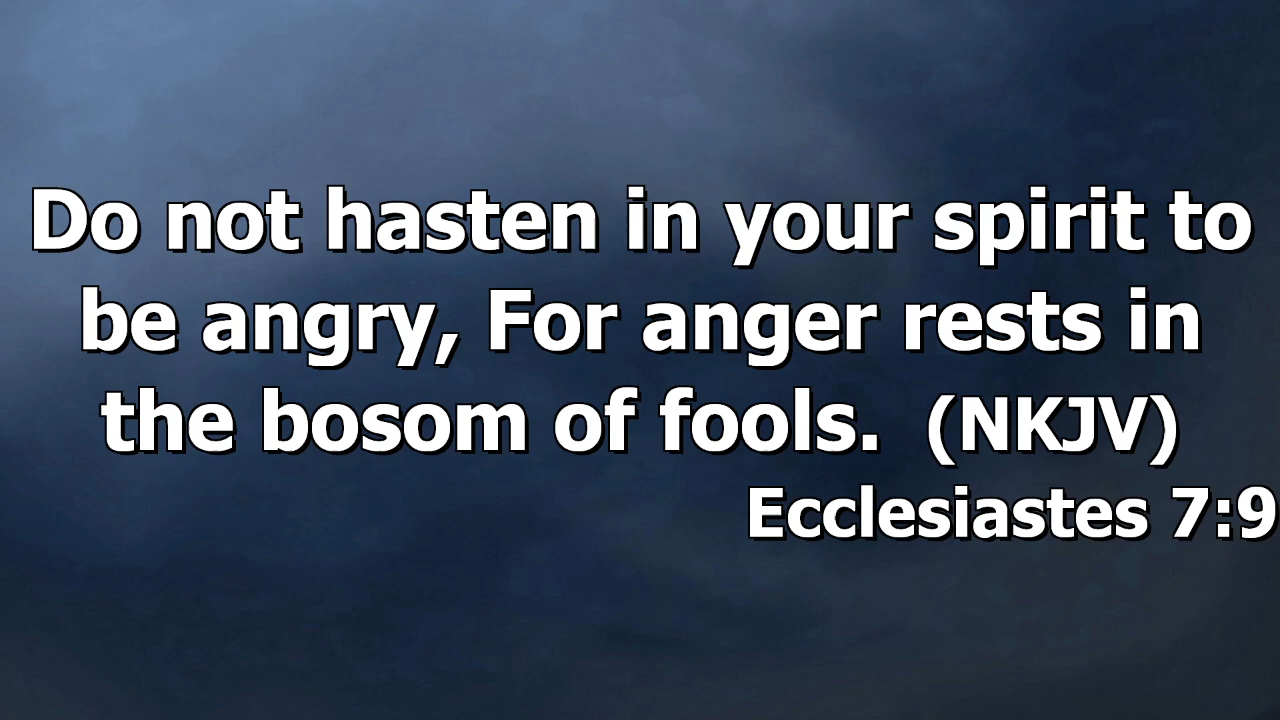 Do not hasten in your spirit to
be angry, For anger rests in
the bosom of fools.  (NKJV)
Ecclesiastes 7:9